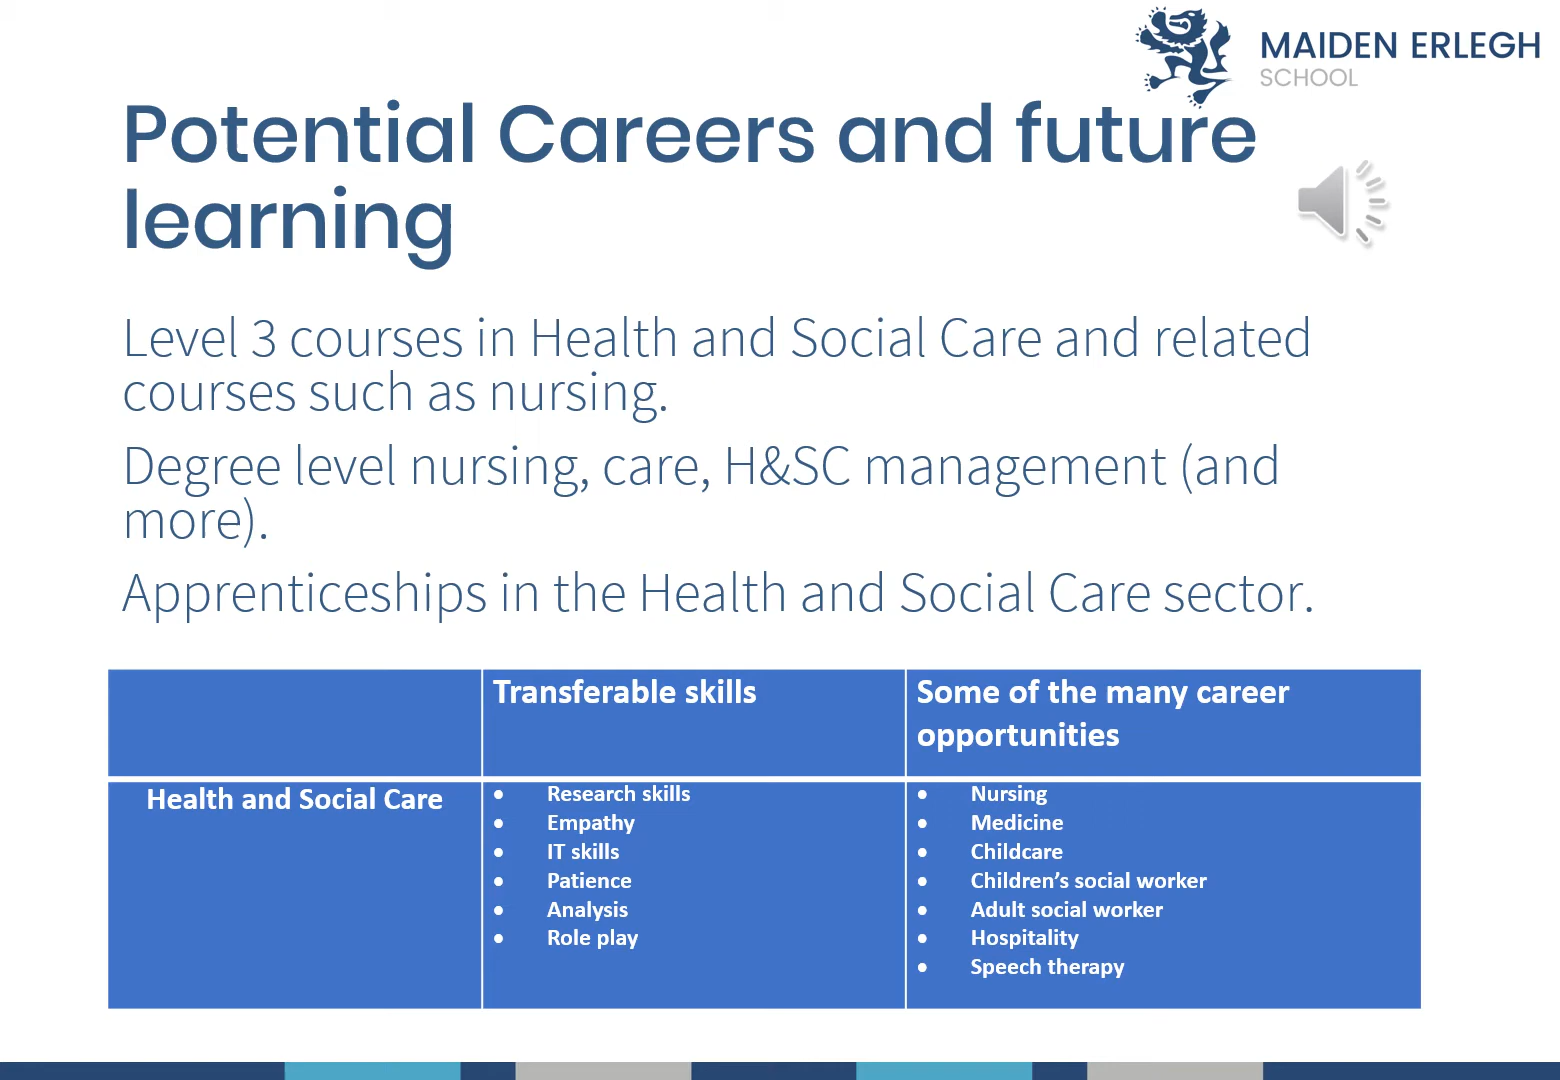 MAIDEN ERLEGH
SCHOOL
Potential Careers and future
learning
Level 3 courses in Health and Social Care and related
courses such as nursing.
Degree level nursing, care, H&SC management (and
more).
Apprenticeships in the Health and Social Care sector.
Transferable skills
Some of the many career
opportunities
Health and Social Care
• Research skills
• Empathy
• IT skills
• Patience
• Analysis
• Role play
• Nursing
• Medicine
• Childcare
• Children’s social worker
• Adult social worker
• Hospitality
• Speech therapy